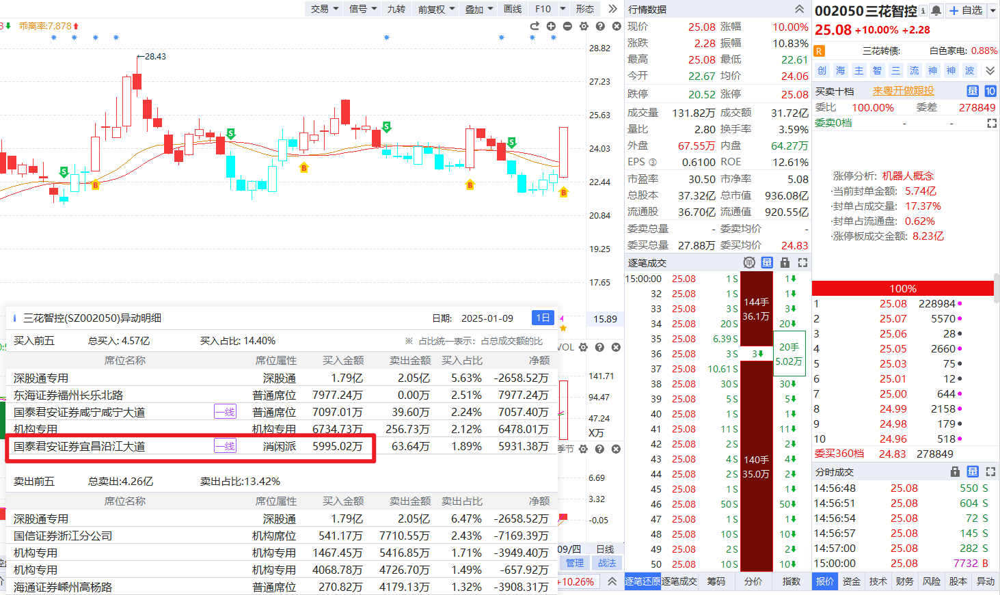 交易 信号 九转 前复权 叠加 画线 F10 形态
乖离率:7.878
28.43
28.82
27.23
25.63
24.03
22.44
20.84
19.25
17.65
15.89
S S S S
B B B B
行情数据
现价 25.08 涨幅 10.00%
涨跌 2.28 振幅 10.83%
最高 25.08 最低 22.61
今开 22.67 均价 24.06
跌停 20.52 涨停 25.08
成交量 131.82万 成交额 31.72亿
量比 2.80 换手率 3.59%
外盘 67.55万 内盘 64.27万
EPS ③ 0.6100 ROE 12.61%
市盈率 30.50 市净率 5.08
总股本 37.32亿 总市值 936.08亿
流通股 36.70亿 流通值 920.55亿
委卖总量 - 委卖均价 -
委买总量 27.88万 委买均价 24.83
逐笔成交 单 量
15:00:00 25.08 1 S 1
32 25.08 1 S 1
33 25.08 3 S 3
34 25.08 20 S 20
35 25.08 6.39 S
36 25.08 3 S 3
37 25.08 10.61 S
38 25.08 30 S 30
39 25.08 5 S 5
40 25.08 1 S 1
41 25.08 11 S 11
42 25.08 3 S 3
43 25.08 4 S 4
44 25.08 2 S 2
45 25.08 1 S 1
46 25.08 50 S 50
47 25.08 1 S 1
48 25.08 10 S 10
49 25.08 2 S 2
50 25.08 10 S 10
144手
36.1万
20手
5.02万
140手
35.0万
逐笔还原 逐笔成交 筹码 分价 指数
002050 三花智控 自选
25.08 +10.00% +2.28
R 三花转债: 白色家电: 0.88%
创 海 主 智 三 流 神 神 波
买卖十档 来粤开做跟投 量 10
委比 100.00% 委差 278849
委卖0档 - -
涨停分析: 机器人概念
·当前封单金额: 5.74亿
·封单占成交量: 17.37%
·封单占流通盘: 0.62%
·涨停板成交金额: 8.23亿
100%
1 25.08 228984
2 25.07 5570
3 25.06 28
4 25.05 2660
5 25.03 75
6 25.01 12
7 25.00 644
8 24.99 2158
9 24.98 179
10 24.96 518
委买360档 24.83 278849
分时成交 量
14:56:48 25.08 550 S
14:56:51 25.08 604 S
14:56:54 25.08 72 S
14:56:57 25.08 145 S
14:57:00 25.08 282 S
15:00:00 25.08 7732 B
报价 资金 技术 财务 风险 股本 异动
三花智控(SZ002050)异动明细 日期: 2025-01-09 1日
买入前五 总买入: 4.57亿 买入占比: 14.40% ※ 占比统一表示：占总成交额的比
席位名称 席位属性 买入金额 卖出金额 买入占比 净额
深股通专用 深股通 1.79亿 2.05亿 5.63% -2658.52万
东海证券福州长乐北路 普通席位 7977.24万 0.00万 2.51% 7977.24万
国泰君安证券咸宁咸宁大道 一线 普通席位 7097.01万 39.60万 2.24% 7057.40万
机构专用 机构专用 6734.73万 256.73万 2.12% 6478.01万
国泰君安证券宜昌沿江大道 一线 消闲派 5995.02万 63.64万 1.89% 5931.38万
卖出前五 总卖出:4.26亿 卖出占比:13.42%
席位名称 席位属性 买入金额 卖出金额 卖出占比 净额
深股通专用 深股通 1.79亿 2.05亿 6.47% -2658.52万
国信证券浙江分公司 机构席位 541.17万 7710.55万 2.43% -7169.39万
机构专用 机构专用 1467.45万 5416.85万 1.71% -3949.40万
机构专用 机构专用 4068.78万 4726.70万 1.49% -657.92万
海通证券嵊州高杨路 普通席位 270.82万 4179.13万 1.32% -3908.31万
VOL
141.71
94.47
47.24
X万
季节
6.69
3.32
-0.05
09/四 日线
管理 战法
+10.26%